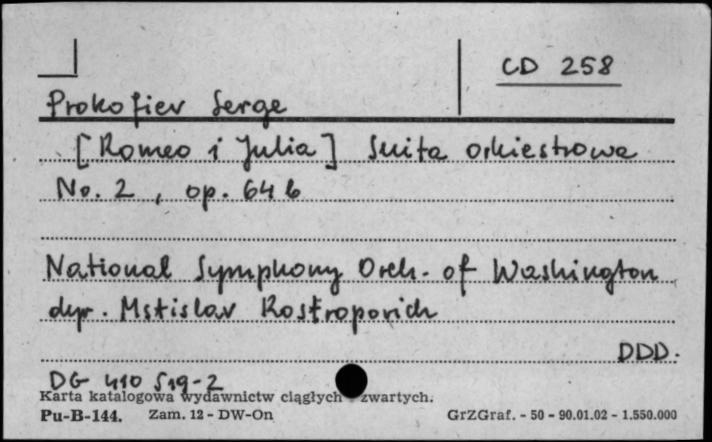 CD 258
Prokofiev Serge
[Romeo i Julia] Suita orkiestrowa
No. 2, op. 64 b
National Symphony Orch. of Washington
dyr. Mstislav Rostroporich
DDD.
DG 410 519-2
Karta katalogowa wydawnictw ciągłych zwartych.
Pu-B-144. Zam. 12 - DW-On GrZGraf. - 50 - 90.01.02 - 1.550.000